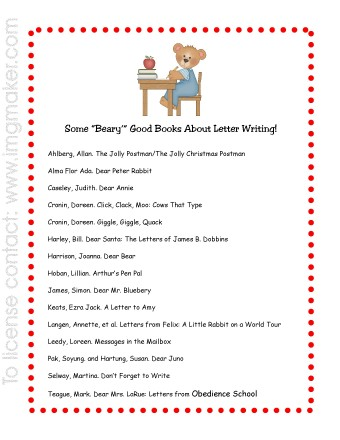 To license contact: www.imgmaker.com
Some “Beary’” Good Books About Letter Writing!
Ahlberg, Allan. The Jolly Postman/The Jolly Christmas Postman
Alma Flor Ada. Dear Peter Rabbit
Caseley, Judith. Dear Annie
Cronin, Doreen. Click, Clack, Moo: Cows That Type
Cronin, Doreen. Giggle, Giggle, Quack
Harley, Bill. Dear Santa: The Letters of James B. Dobbins
Harrison, Joanna. Dear Bear
Hoban, Lillian. Arthur’s Pen Pal
James, Simon. Dear Mr. Bluebery
Keats, Ezra Jack. A Letter to Amy
Langen, Annette, et al. Letters from Felix: A Little Rabbit on a World Tour
Leedy, Loreen. Messages in the Mailbox
Pak, Soyung. and Hartung, Susan. Dear Juno
Selway, Martina. Don’t Forget to Write
Teague, Mark. Dear Mrs. LaRue: Letters from Obedience School